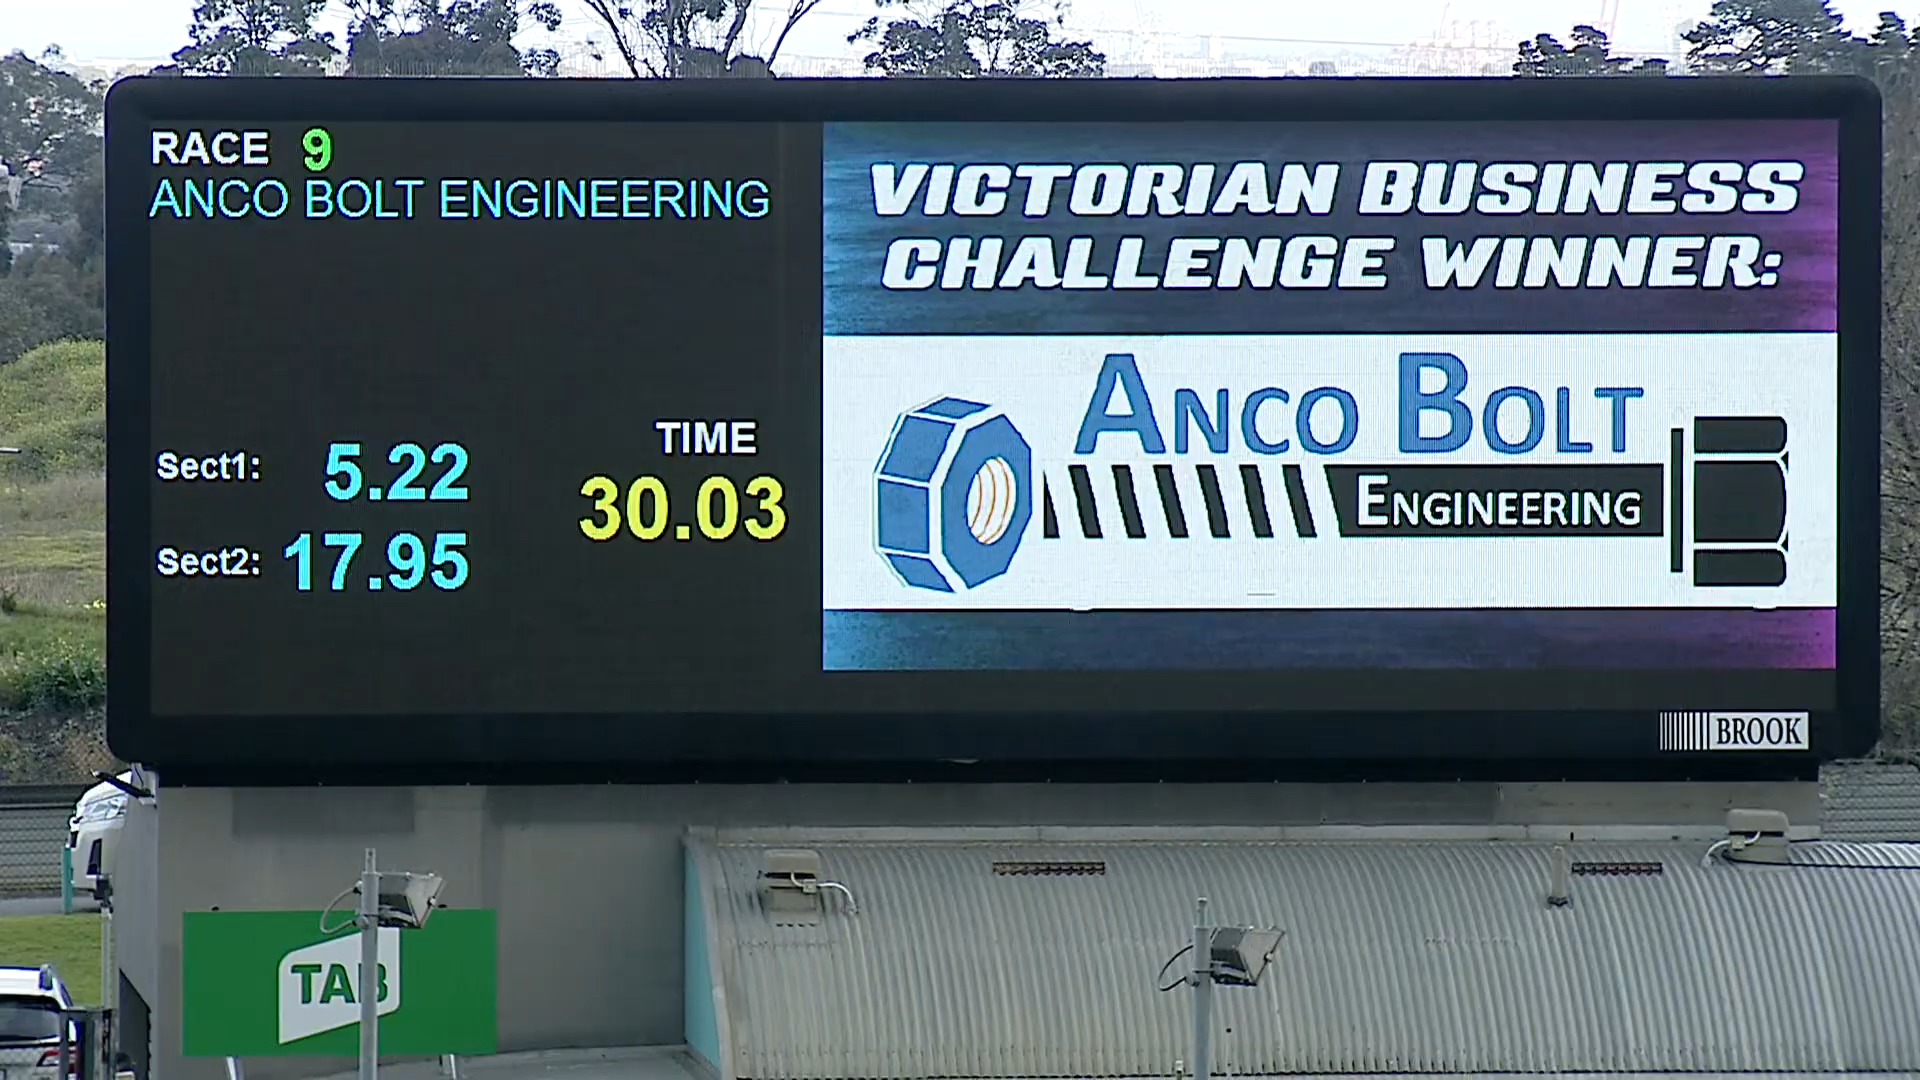 RACE 9
ANCO BOLT ENGINEERING
Sect1: 5.22
TIME
30.03
Sect2: 17.95
VICTORIAN BUSINESS
CHALLENGE WINNER:
ANCO BOLT
ENGINEERING
BROOK
TAB